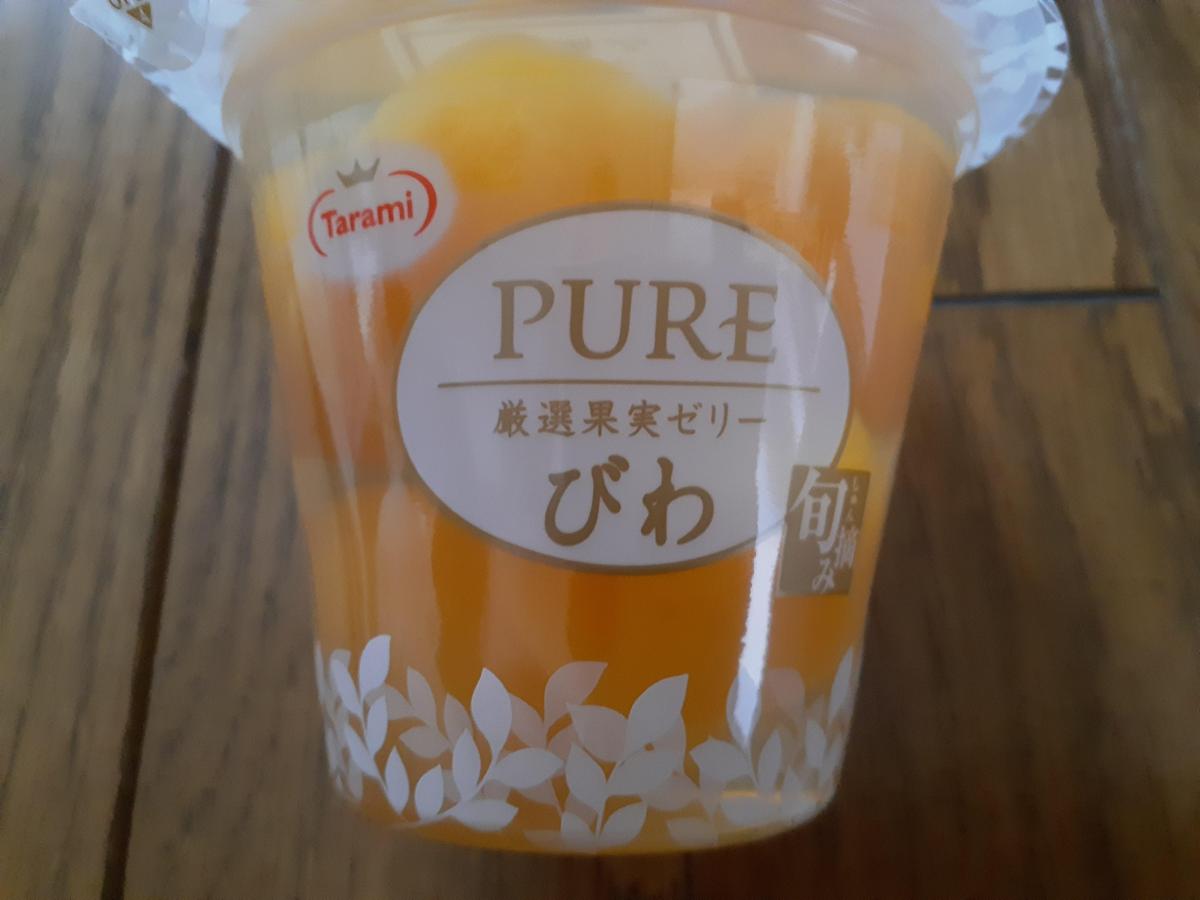 Tarami
PURE
厳選果実ゼリー
びわ
しゅん
旬摘み